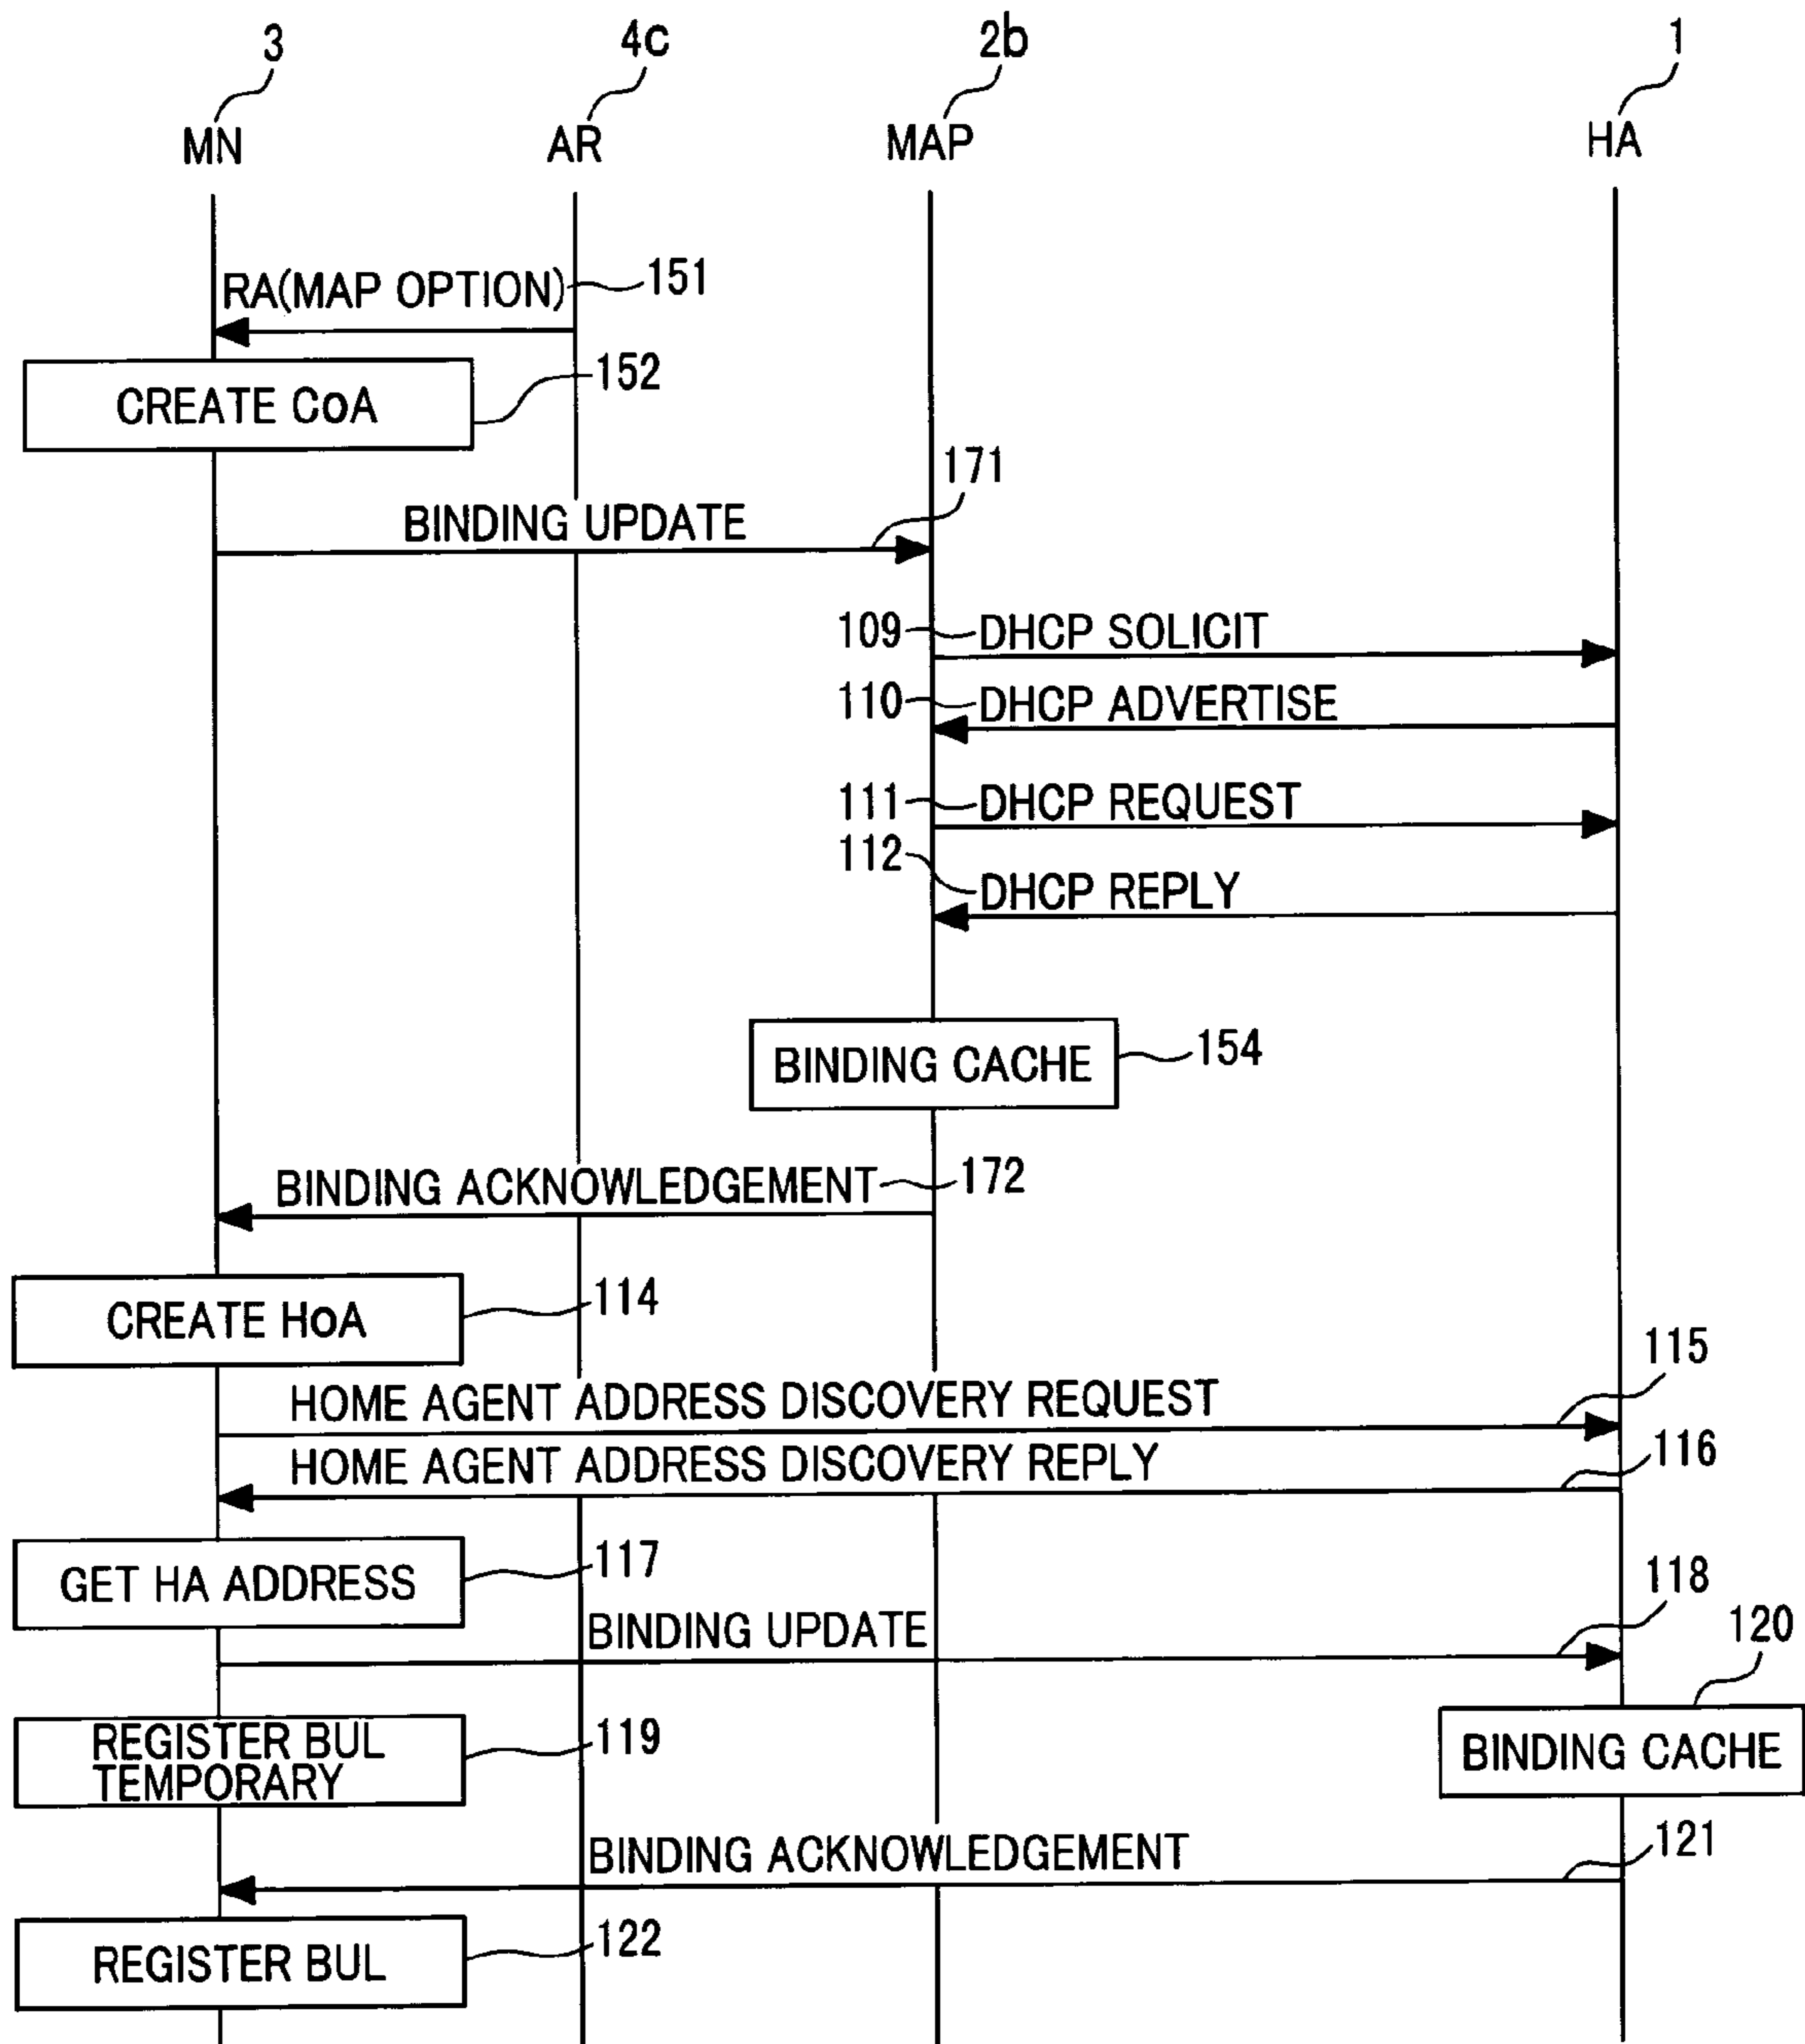 3
4c
2b
1
MN
AR
MAP
HA
RA(MAP OPTION)
151
CREATE CoA
152
BINDING UPDATE
171
109
DHCP SOLICIT
110
DHCP ADVERTISE
111
DHCP REQUEST
112
DHCP REPLY
BINDING CACHE
154
BINDING ACKNOWLEDGEMENT
172
CREATE HoA
114
HOME AGENT ADDRESS DISCOVERY REQUEST
115
HOME AGENT ADDRESS DISCOVERY REPLY
116
GET HA ADDRESS
117
BINDING UPDATE
118
120
REGISTER BUL
TEMPORARY
119
BINDING CACHE
BINDING ACKNOWLEDGEMENT
121
REGISTER BUL
122